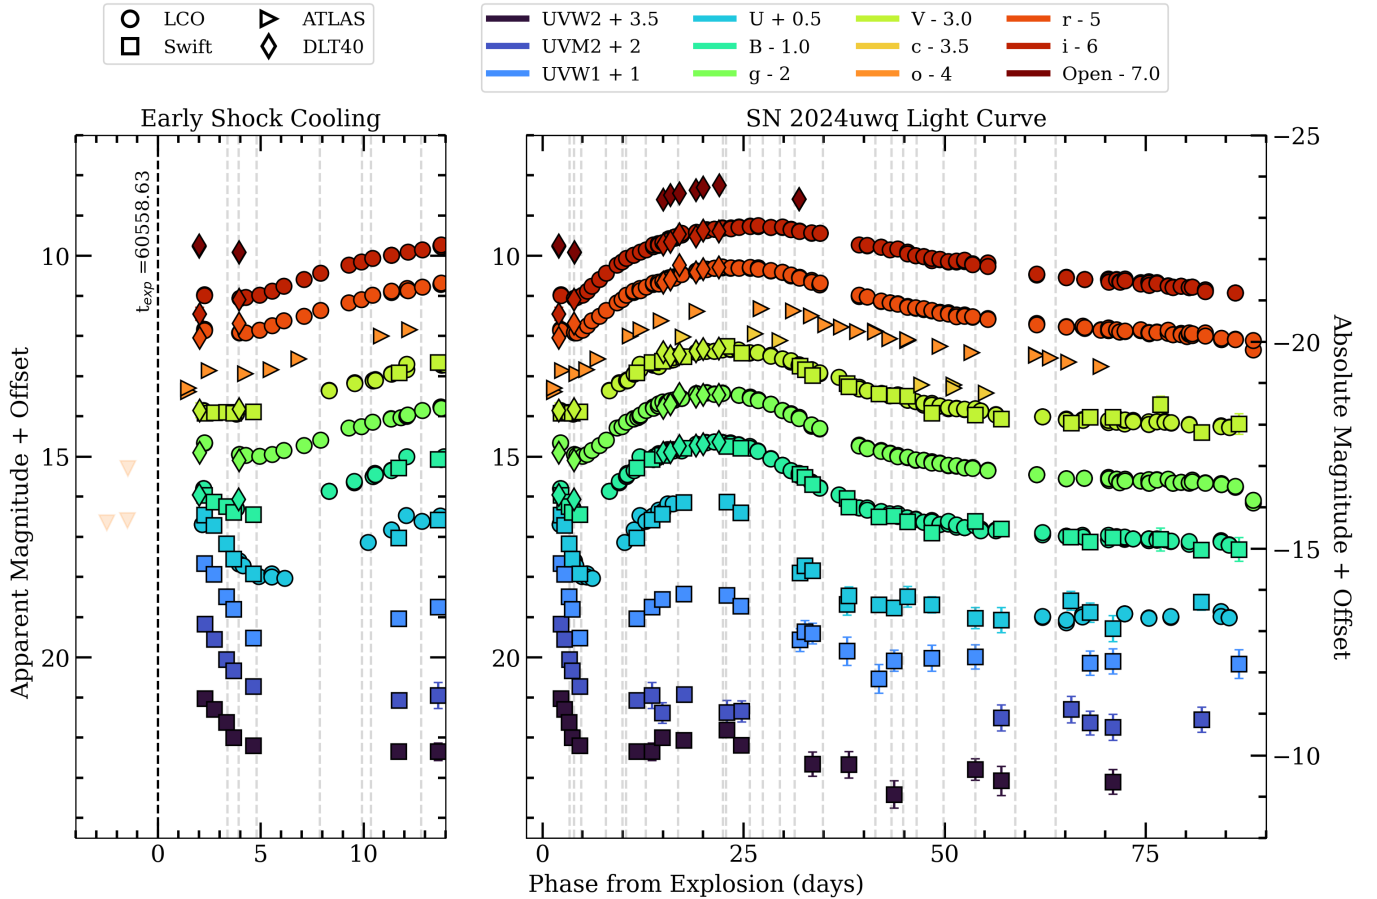 LCO
ATLAS
Swift
DLT40
UVW2 + 3.5
U + 0.5
V - 3.0
r - 5
UVM2 + 2
B - 1.0
c - 3.5
i - 6
UVW1 + 1
g - 2
o - 4
Open - 7.0
Early Shock Cooling
SN 2024uwq Light Curve
t_exp =60558.63
Apparent Magnitude + Offset
10
15
20
0
5
10
0
25
50
75
−25
−20
−15
−10
Absolute Magnitude + Offset
Phase from Explosion (days)